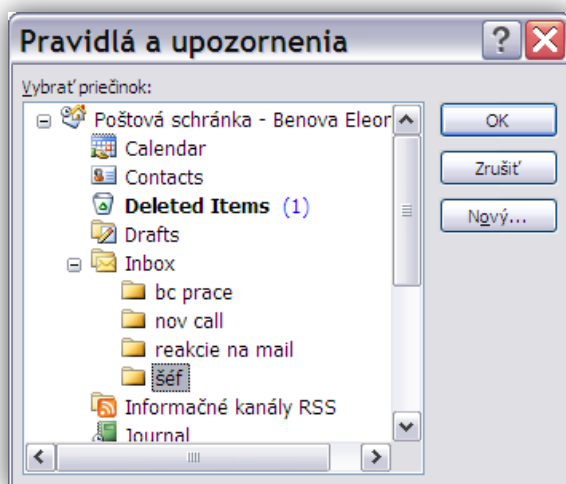 Pravidlá a upozornenia
Vybrať priečinok:
Poštová schránka - Benova Eleor
Calendar
Contacts
Deleted Items (1)
Drafts
Inbox
bc prace
nov call
reakcie na mail
šéf
Informačné kanály RSS
Journal
OK
Zrušiť
Nový...